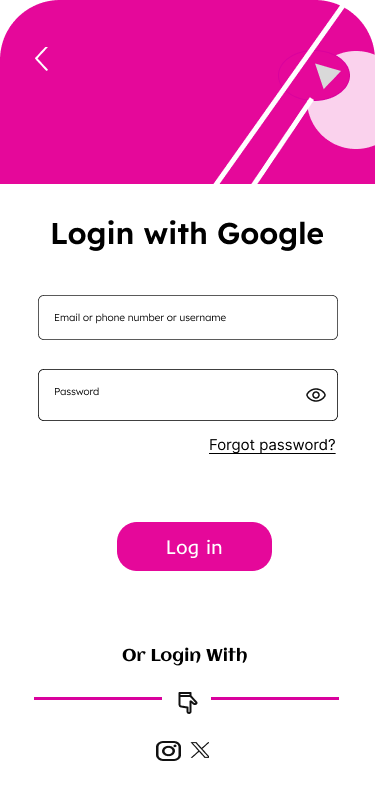 Login with Google
Email or phone number or username
Password
Forgot password?
Log in
Or Login With